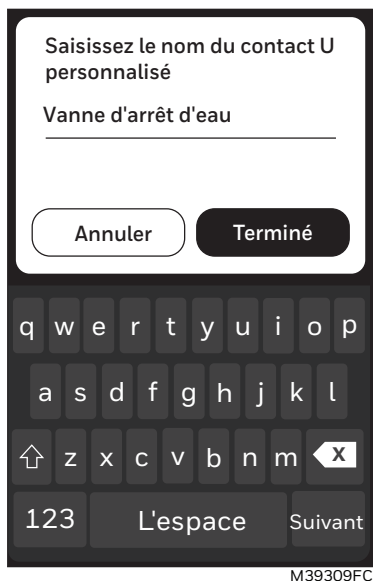 Saisissez le nom du contact U
personnalisé
Vanne d'arrêt d'eau
Annuler Terminé
q w e r t y u i o p
a s d f g h j k l
z x c v b n m X
123 L'espace Suivant
M39309FC